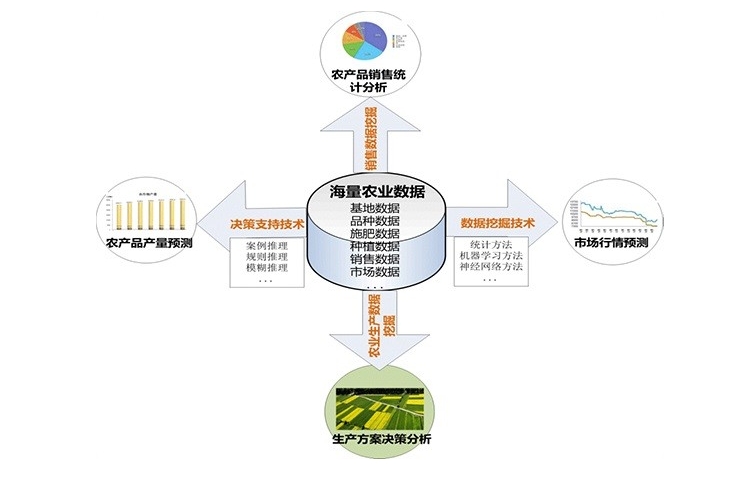 农产品销售统
计分析
销售数据挖掘
海量农业数据
基地数据
品种数据
施肥数据
种植数据
销售数据
市场数据
...
决策支持技术
案例推理
规则推理
模糊推理
...
农产品产量预测
数据挖掘技术
统计方法
机器学习方法
神经网络方法
...
市场行情预测
农业生产数据
挖掘
生产方案决策分析